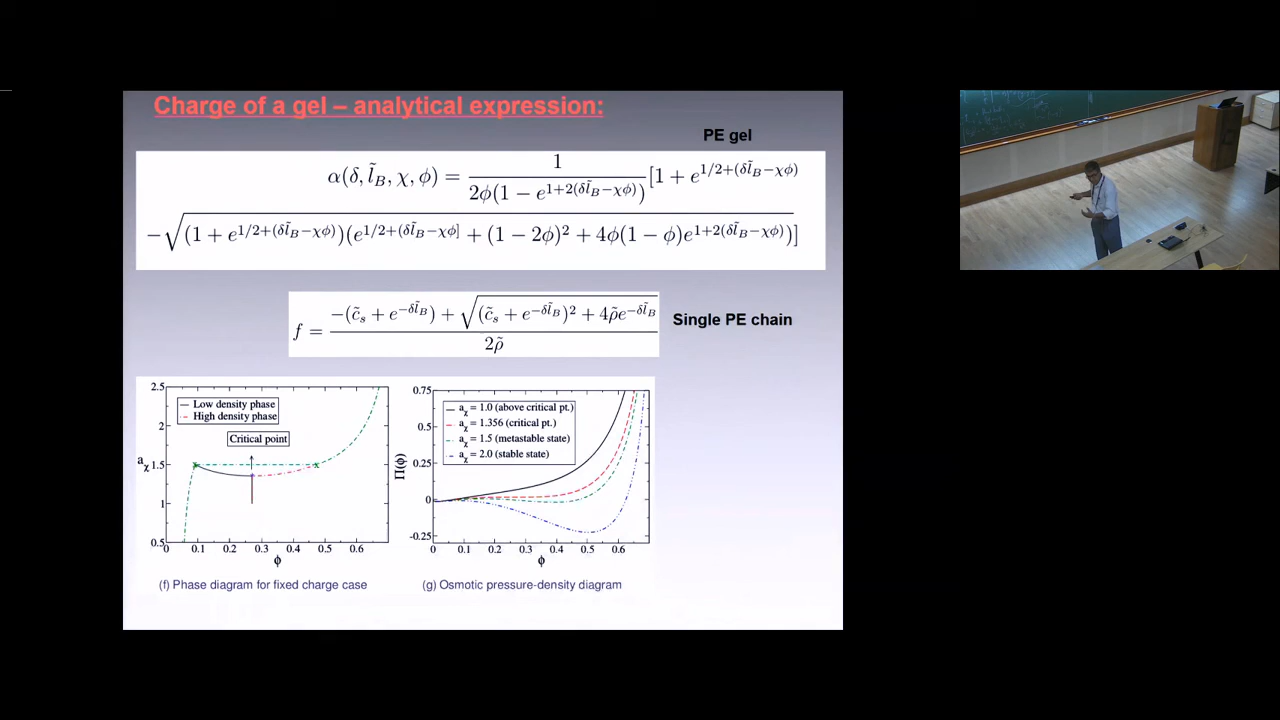 Charge of a gel – analytical expression:
PE gel
α(δ, l̃_B, χ, ϕ) = 1 / 2ϕ(1 − e^{1+2(δl̃_B−χϕ)}) [1 + e^{1/2+(δl̃_B−χϕ)}
−√(1 + e^{1/2+(δl̃_B−χϕ)})(e^{1/2+(δl̃_B−χϕ]} + (1 − 2ϕ)² + 4ϕ(1 − ϕ)e^{1+2(δl̃_B−χϕ)})]
f = −(c̃_s + e^{−δl̃_B}) + √(c̃_s + e^{−δl̃_B})² + 4ρ̃e^{−δl̃_B} / 2ρ̃
Single PE chain
2.5
2
1.5
1
0.5
a_χ
Low density phase
High density phase
Critical point
0 0.1 0.2 0.3 0.4 0.5 0.6
ϕ
(f) Phase diagram for fixed charge case
0.75
0.5
0.25
0
-0.25
Π(ϕ)
a_χ = 1.0 (above critical pt.)
a_χ = 1.356 (critical pt.)
a_χ = 1.5 (metastable state)
a_χ = 2.0 (stable state)
0 0.1 0.2 0.3 0.4 0.5 0.6
ϕ
(g) Osmotic pressure-density diagram